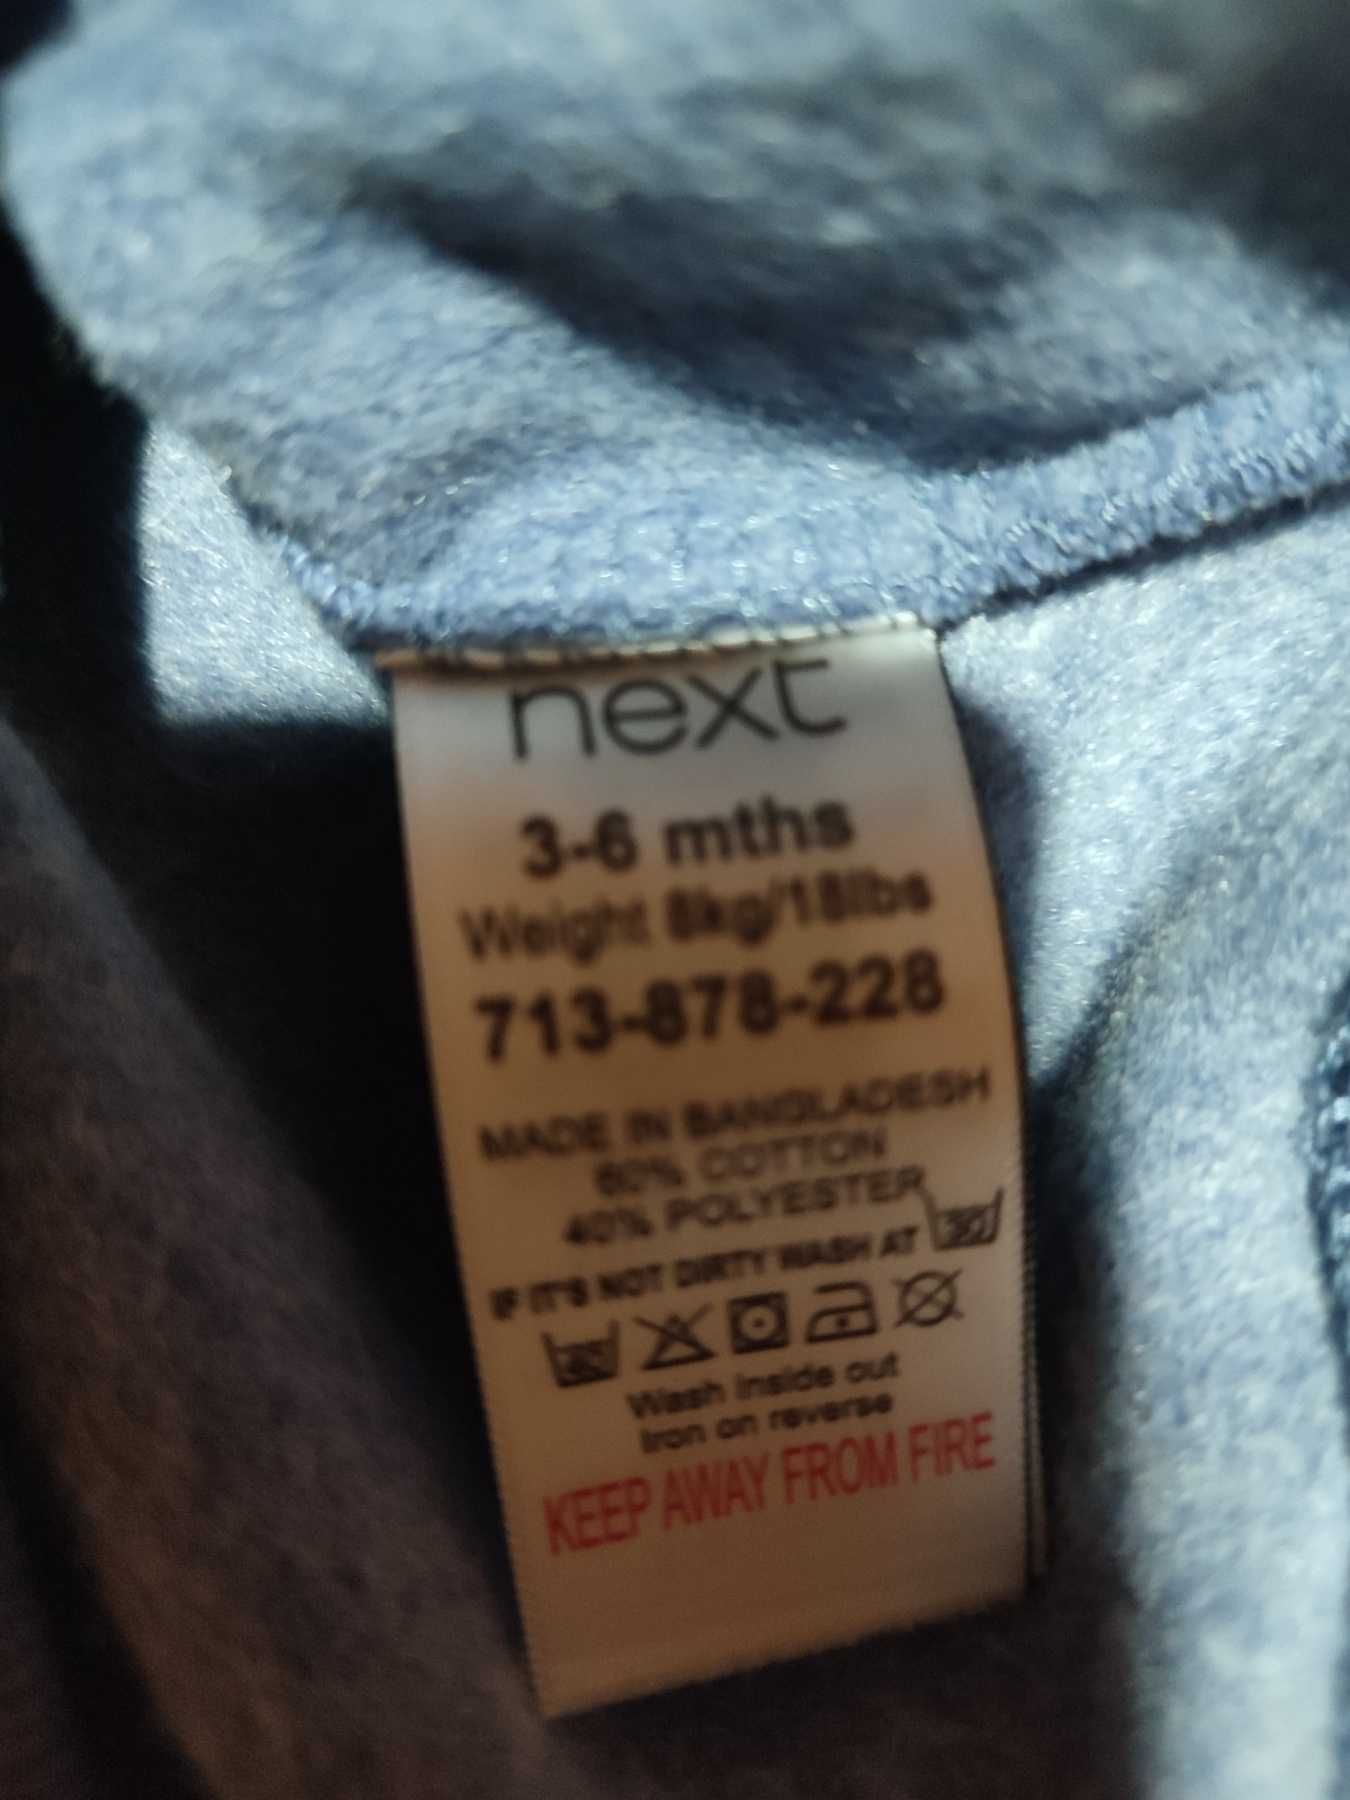 next
3-6 mths
Weight 8kg/18lbs
713-878-228
MADE IN BANGLADESH
60% COTTON
40% POLYESTER
IF IT'S NOT DIRTY WASH AT 30
40
Wash inside out
Iron on reverse
KEEP AWAY FROM FIRE